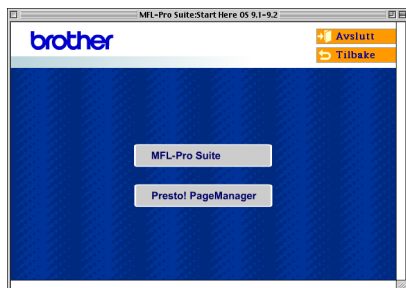 MFL-Pro Suite:Start Here OS 9.1-9.2
brother
Avslutt
Tilbake
MFL-Pro Suite
Presto! PageManager